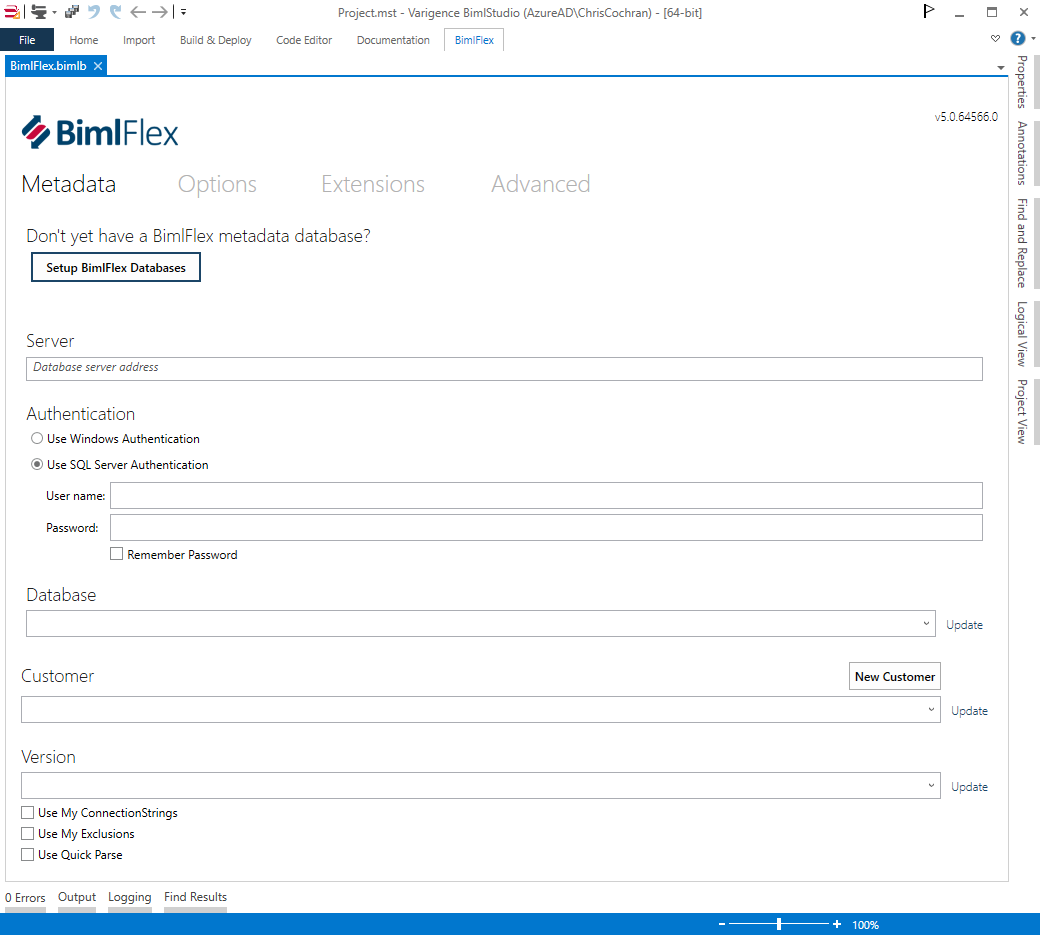 Project.mst - Varigence BimlStudio (AzureAD\ChrisCochran) - [64-bit]
File Home Import Build & Deploy Code Editor Documentation BimlFlex
?
BimlFlex.bimlb
BimlFlex
v5.0.64566.0
Metadata Options Extensions Advanced
Don't yet have a BimlFlex metadata database?
Setup BimlFlex Databases
Server
Database server address
Authentication
Use Windows Authentication
Use SQL Server Authentication
User name:
Password:
Remember Password
Database
Update
Customer
New Customer
Update
Version
Update
Use My ConnectionStrings
Use My Exclusions
Use Quick Parse
Properties
Annotations
Find and Replace
Logical View
Project View
0 Errors Output Logging Find Results
100%